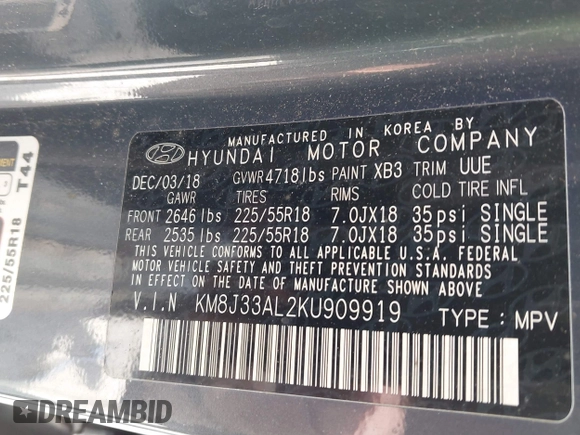 MANUFACTURED IN KOREA BY
HYUNDAI MOTOR COMPANY
DEC/03/18 GVWR 4718lbs PAINT XB3 TRIM UUE
GAWR TIRES RIMS COLD TIRE INFL
FRONT 2646 lbs 225/55R18 7.0JX18 35psi SINGLE
REAR 2535 lbs 225/55R18 7.0JX18 35psi SINGLE
THIS VEHICLE CONFORMS TO ALL APPLICABLE U.S.A. FEDERAL
MOTOR VEHICLE SAFETY, BUMPER, AND THEFT PREVENTION
STANDARDS IN EFFECT ON THE DATE OF MANUFACTURE SHOWN ABOVE
V.I.N KM8J33AL2KU909919 TYPE : MPV
T44
225/55R18
DREAMBID